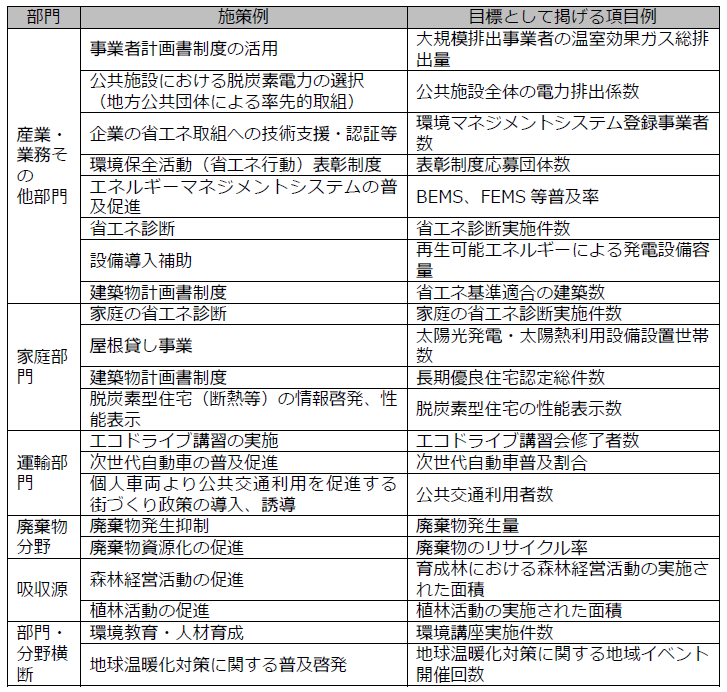 部門 施策例 目標として掲げる項目例
産業・
業務そ
の
他部門
事業者計画書制度の活用
大規模排出事業者の温室効果ガス総排
出量
公共施設における脱炭素電力の選択
（地方公共団体による率先的取組）
公共施設全体の電力排出係数
企業の省エネ取組への技術支援・認証等
環境マネジメントシステム登録事業者
数
環境保全活動（省エネ行動）表彰制度
表彰制度応募団体数
エネルギーマネジメントシステムの普
及促進
BEMS、FEMS 等普及率
省エネ診断
省エネ診断実施件数
設備導入補助
再生可能エネルギーによる発電設備容
量
建築物計画書制度
省エネ基準適合の建築数
家庭部
門
家庭の省エネ診断
家庭の省エネ診断実施件数
屋根貸し事業
太陽光発電・太陽熱利用設備設置世帯
数
建築物計画書制度
長期優良住宅認定総件数
脱炭素型住宅（断熱等）の情報啓発、性
能表示
脱炭素型住宅の性能表示数
運輸部
門
エコドライブ講習の実施
エコドライブ講習会修了者数
次世代自動車の普及促進
次世代自動車普及割合
個人車両より公共交通利用を促進する
街づくり政策の導入、誘導
公共交通利用者数
廃棄物
分野
廃棄物発生抑制
廃棄物発生量
廃棄物資源化の促進
廃棄物のリサイクル率
吸収源
森林経営活動の促進
育成林における森林経営活動の実施さ
れた面積
植林活動の促進
植林活動の実施された面積
部門・
分野横
断
環境教育・人材育成
環境講座実施件数
地球温暖化対策に関する普及啓発
地球温暖化対策に関する地域イベント
開催回数